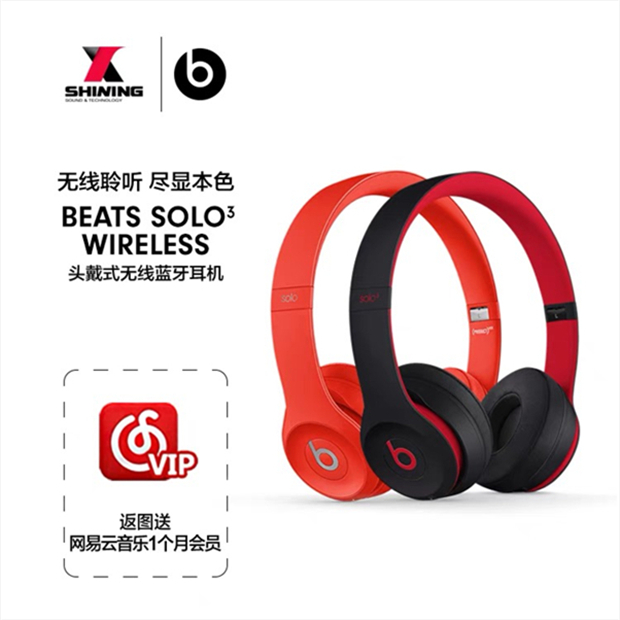 SHINING
SOUND & TECHNOLOGY
b
无线聆听 尽显本色
BEATS SOLO³
WIRELESS
头戴式无线蓝牙耳机
solo
solo³
b
b
VIP
返图送
网易云音乐1个月会员